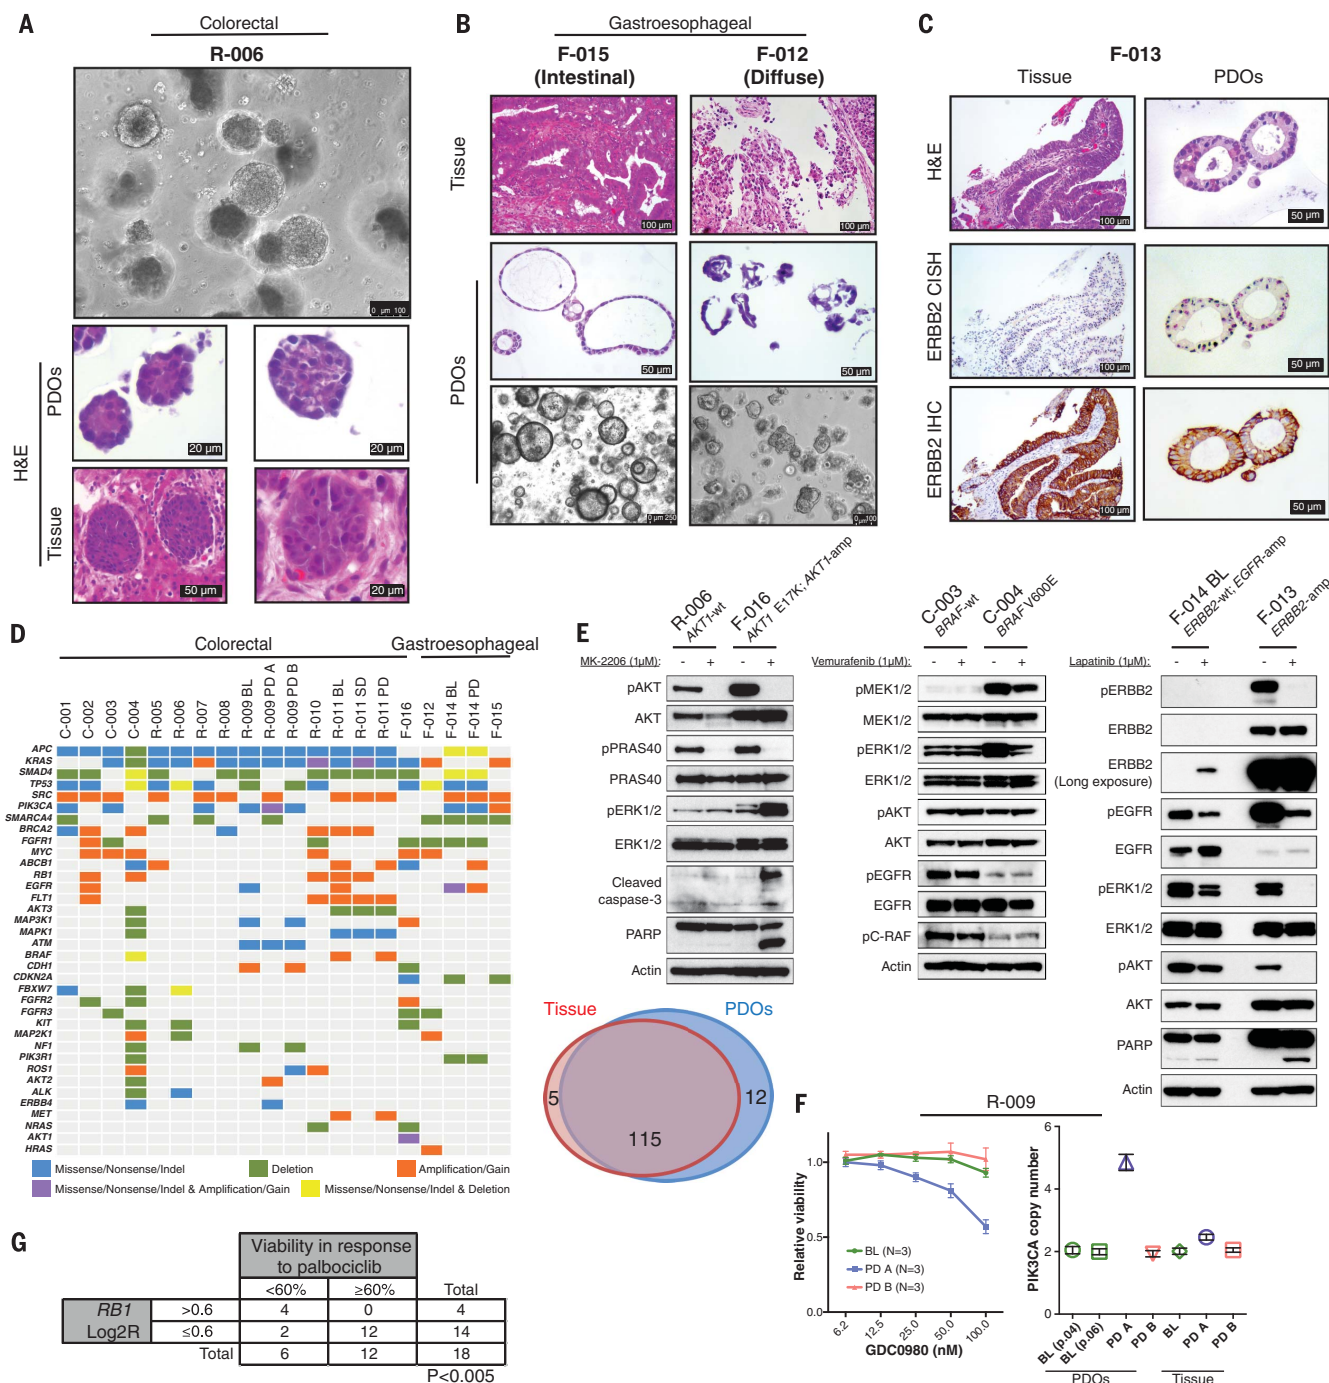 A
Colorectal
R-006
0 µm 100
H&E
PDOs
20 µm
20 µm
Tissue
50 µm
20 µm
B
Gastroesophageal
F-015
(Intestinal)
F-012
(Diffuse)
Tissue
100 µm
100 µm
PDOs
50 µm
50 µm
0 µm 250
0 µm 100
C
F-013
Tissue
PDOs
H&E
100 µm
50 µm
ERBB2 CISH
100 µm
50 µm
ERBB2 IHC
100 µm
50 µm
D
Colorectal
Gastroesophageal
C-001
C-002
C-003
C-004
R-005
R-006
R-007
R-008
R-009 BL
R-009 PD A
R-009 PD B
R-010
R-011 BL
R-011 SD
R-011 PD
F-016
F-012
F-014 BL
F-014 PD
F-015
APC
KRAS
SMAD4
TP53
SRC
PIK3CA
SMARCA4
BRCA2
FGFR1
MYC
ABCB1
RB1
EGFR
FLT1
AKT3
MAP3K1
MAPK1
ATM
BRAF
CDH1
CDKN2A
FBXW7
FGFR2
FGFR3
KIT
MAP2K1
NF1
PIK3R1
ROS1
AKT2
ALK
ERBB4
MET
NRAS
AKT1
HRAS
Missense/Nonsense/Indel
Deletion
Amplification/Gain
Missense/Nonsense/Indel & Amplification/Gain
Missense/Nonsense/Indel & Deletion
E
R-006
AKT1-wt
F-016
AKT1 E17K; AKT1-amp
MK-2206 (1µM): - + - +
pAKT
AKT
pPRAS40
PRAS40
pERK1/2
ERK1/2
Cleaved
caspase-3
PARP
Actin
C-003
BRAF-wt
C-004
BRAF V600E
Vemurafenib (1µM): - + - +
pMEK1/2
MEK1/2
pERK1/2
ERK1/2
pAKT
AKT
pEGFR
EGFR
pC-RAF
Actin
F-014 BL
ERBB2-wt; EGFR-amp
F-013
ERBB2-amp
Lapatinib (1µM): - + - +
pERBB2
ERBB2
ERBB2
(Long exposure)
pEGFR
EGFR
pERK1/2
ERK1/2
pAKT
AKT
PARP
Actin
Tissue
PDOs
5
115
12
F
R-009
Relative viability
1.0
0.5
0.0
BL (N=3)
PD A (N=3)
PD B (N=3)
6.2
12.5
25.0
50.0
100.0
GDC0980 (nM)
PIK3CA copy number
6
4
2
0
BL (p.04)
BL (p.06)
PD A
PD B
BL
PD A
PD B
PDOs
Tissue
G
Viability in response
to palbociclib
<60% ≥60% Total
RB1 >0.6 4 0 4
Log2R ≤0.6 2 12 14
Total 6 12 18
P<0.005